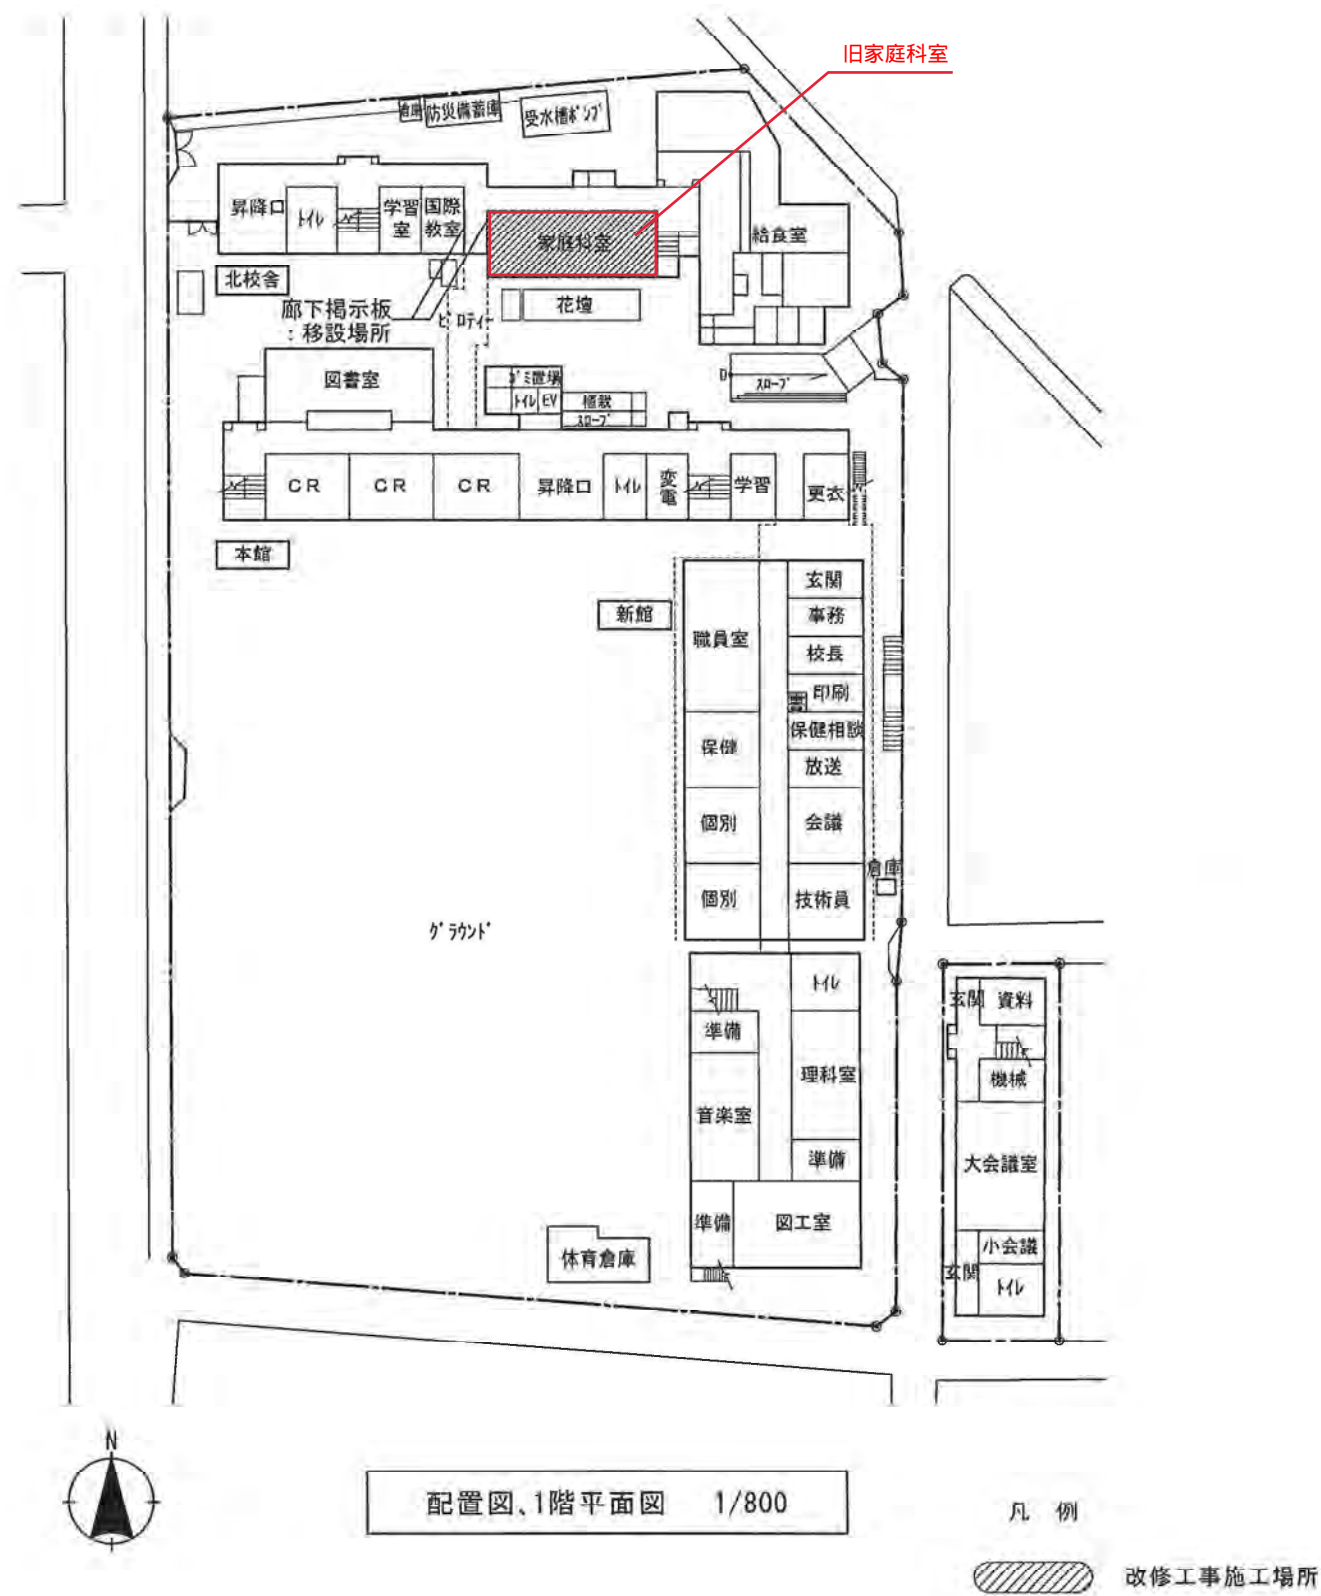 旧家庭科室
倉庫
防災備蓄庫
受水槽ポンプ
昇降口
トイレ
学習室
国際教室
家庭科室
給食室
北校舎
廊下掲示板
：移設場所
ピロティー
花壇
図書室
ゴミ置場
トイレ
EV
植栽
スロープ
D
スロープ
CR
CR
CR
昇降口
トイレ
変電
学習
更衣
本館
新館
職員室
玄関
事務
校長
印刷
保健
保健相談
放送
個別
会議
個別
技術員
倉庫
グラウンド
トイレ
準備
理科室
音楽室
準備
準備
図工室
体育倉庫
玄関
資料
機械
大会議室
小会議
玄関
トイレ
N
配置図、1階平面図 1/800
凡 例
改修工事施工場所